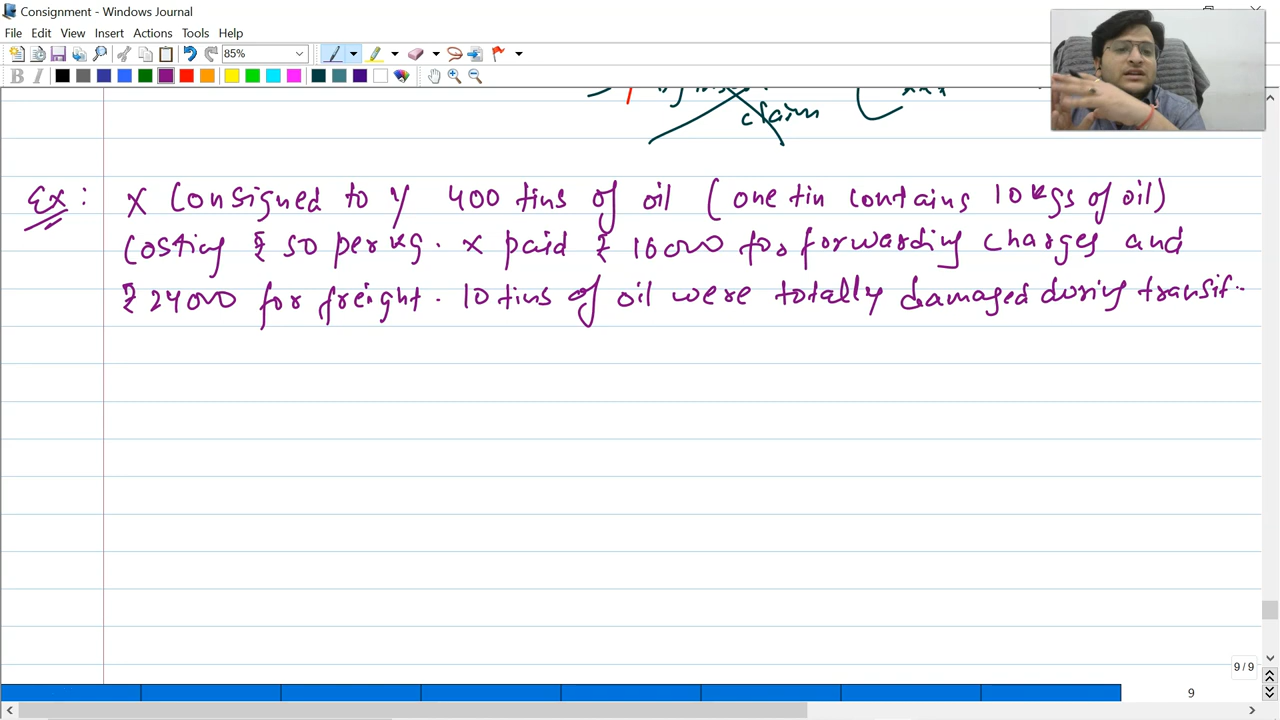 Consignment - Windows Journal
File Edit View Insert Actions Tools Help
85%
B I
claim
Ex : X Consigned to Y 400 tins of oil (one tin contains 10 kgs of oil)
Costing ₹ 50 per kg. X paid ₹ 16000 for forwarding charges and
₹ 24000 for freight. 10 tins of oil were totally damaged during transit.
9 / 9
9